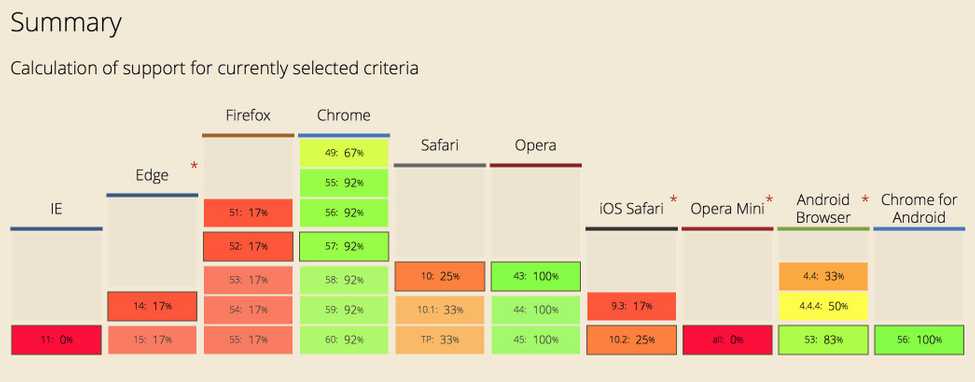 Summary
Calculation of support for currently selected criteria
IE
Edge *
Firefox
Chrome
Safari
Opera
iOS Safari *
Opera Mini *
Android Browser *
Chrome for Android
11: 0%
14: 17%
15: 17%
51: 17%
52: 17%
53: 17%
54: 17%
55: 17%
49: 67%
55: 92%
56: 92%
57: 92%
58: 92%
59: 92%
60: 92%
10: 25%
10.1: 33%
TP: 33%
43: 100%
44: 100%
45: 100%
9.3: 17%
10.2: 25%
all: 0%
4.4: 33%
4.4.4: 50%
53: 83%
56: 100%